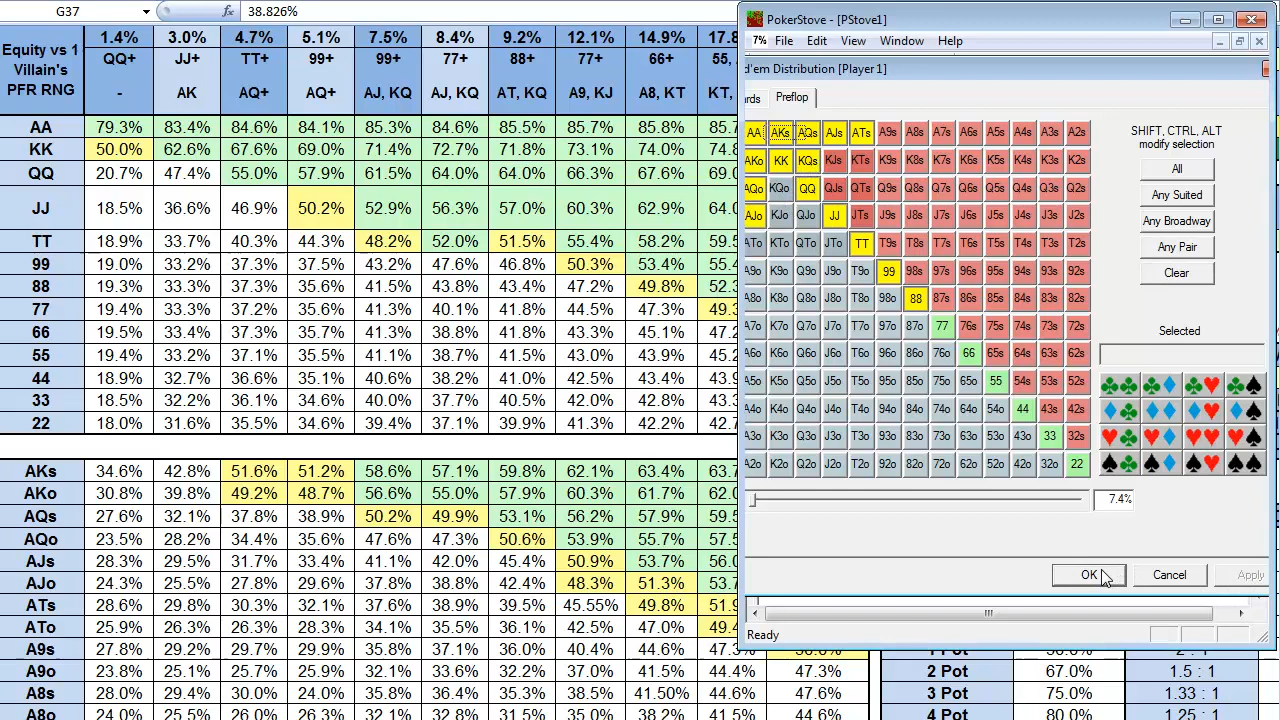 G37 fx 38.826%
Equity vs 1 Villain's PFR RNG 1.4% 3.0% 4.7% 5.1% 7.5% 8.4% 9.2% 12.1% 14.9% 17.8
QQ+ JJ+ TT+ 99+ 99+ 77+ 88+ 77+ 66+ 55,
- AK AQ+ AQ+ AJ, KQ AJ, KQ AT, KQ A9, KJ A8, KT KT,
AA 79.3% 83.4% 84.6% 84.1% 85.3% 84.6% 85.5% 85.7% 85.8% 85.7
KK 50.0% 62.6% 67.6% 69.0% 71.4% 72.7% 71.8% 73.1% 74.0% 74.8
QQ 20.7% 47.4% 55.0% 57.9% 61.5% 64.0% 64.0% 66.3% 67.6% 69.0
JJ 18.5% 36.6% 46.9% 50.2% 52.9% 56.3% 57.0% 60.3% 62.9% 64.0
TT 18.9% 33.7% 40.3% 44.3% 48.2% 52.0% 51.5% 55.4% 58.2% 59.5
99 19.0% 33.2% 37.3% 37.5% 43.2% 47.6% 46.8% 50.3% 53.4% 55.4
88 19.3% 33.3% 37.3% 35.6% 41.5% 43.8% 43.4% 47.2% 49.8% 52.3
77 19.4% 33.3% 37.2% 35.6% 41.3% 40.1% 41.8% 44.5% 47.3% 49.3
66 19.5% 33.4% 37.3% 35.7% 41.3% 38.8% 41.8% 43.3% 45.1% 47.2
55 19.4% 33.2% 37.1% 35.5% 41.1% 38.7% 41.5% 43.0% 43.9% 45.2
44 18.9% 32.7% 36.6% 35.1% 40.6% 38.2% 41.0% 42.5% 43.4% 43.9
33 18.5% 32.2% 36.1% 34.6% 40.0% 37.7% 40.5% 42.0% 42.8% 43.3
22 18.0% 31.6% 35.5% 34.6% 39.4% 37.1% 39.9% 41.3% 42.2% 42.7
AKs 34.6% 42.8% 51.6% 51.2% 58.6% 57.1% 59.8% 62.1% 63.4% 63.7
AKo 30.8% 39.8% 49.2% 48.7% 56.6% 55.0% 57.9% 60.3% 61.7% 62.0
AQs 27.6% 32.1% 37.8% 38.9% 50.2% 49.9% 53.1% 56.2% 57.9% 59.5
AQo 23.5% 28.2% 34.4% 35.6% 47.6% 47.3% 50.6% 53.9% 55.7% 57.5
AJs 28.3% 29.5% 31.7% 33.4% 41.1% 42.0% 45.4% 50.9% 53.7% 56.0
AJo 24.3% 25.5% 27.8% 29.6% 37.8% 38.8% 42.4% 48.3% 51.3% 53.7
ATs 28.6% 29.8% 30.3% 32.1% 37.6% 38.9% 39.5% 45.55% 49.8% 51.9
ATo 25.9% 26.3% 26.3% 28.3% 34.1% 35.5% 36.1% 42.5% 47.0% 49.4
A9s 27.8% 29.2% 29.7% 29.9% 35.8% 37.1% 36.0% 40.4% 44.6% 47.3
A9o 23.8% 25.1% 25.7% 25.9% 32.1% 33.6% 32.2% 37.0% 41.5% 44.4% 47.3%
A8s 28.0% 29.4% 30.0% 24.0% 35.8% 36.4% 35.3% 38.5% 41.50% 44.6% 47.6%
A8o 24.0% 25.5% 26.0% 26.3% 32.1% 32.8% 31.5% 35.0% 38.2% 41.5% 44.6%
PokerStove - [PStove1]
7% File Edit View Window Help
d'em Distribution [Player 1]
rds Preflop
AA AKs AQs AJs ATs A9s A8s A7s A6s A5s A4s A3s A2s
AKo KK KQs KJs KTs K9s K8s K7s K6s K5s K4s K3s K2s
AQo KQo QQ QJs QTs Q9s Q8s Q7s Q6s Q5s Q4s Q3s Q2s
AJo KJo QJo JJ JTs J9s J8s J7s J6s J5s J4s J3s J2s
ATo KTo QTo JTo TT T9s T8s T7s T6s T5s T4s T3s T2s
A9o K9o Q9o J9o T9o 99 98s 97s 96s 95s 94s 93s 92s
A8o K8o Q8o J8o T8o 98o 88 87s 86s 85s 84s 83s 82s
A7o K7o Q7o J7o T7o 97o 87o 77 76s 75s 74s 73s 72s
A6o K6o Q6o J6o T6o 96o 86o 76o 66 65s 64s 63s 62s
A5o K5o Q5o J5o T5o 95o 85o 75o 65o 55 54s 53s 52s
A4o K4o Q4o J4o T4o 94o 84o 74o 64o 54o 44 43s 42s
A3o K3o Q3o J3o T3o 93o 83o 73o 63o 53o 43o 33 32s
A2o K2o Q2o J2o T2o 92o 82o 72o 62o 52o 42o 32o 22
SHIFT, CTRL, ALT
modify selection
All
Any Suited
Any Broadway
Any Pair
Clear
Selected
7.4%
OK Cancel Apply
Ready
2 Pot 67.0% 1.5 : 1
3 Pot 75.0% 1.33 : 1
4 Pot 80.0% 1.25 : 1